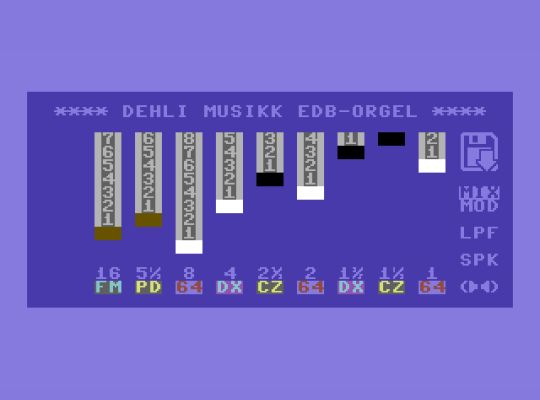 **** DEHLI MUSIKK EDB-ORGEL ****
7 6 8 5 3 4 1 2
6 5 7 4 2 3 1
5 4 6 3 1 2
4 3 5 2 1
3 2 4 1 MIX
2 1 3 MOD
1 2
1 LPF
SPK
16 5⅓ 8 4 2⅔ 2 1⅗ 1⅓ 1
FM PD 64 DX CZ 64 DX CZ 64